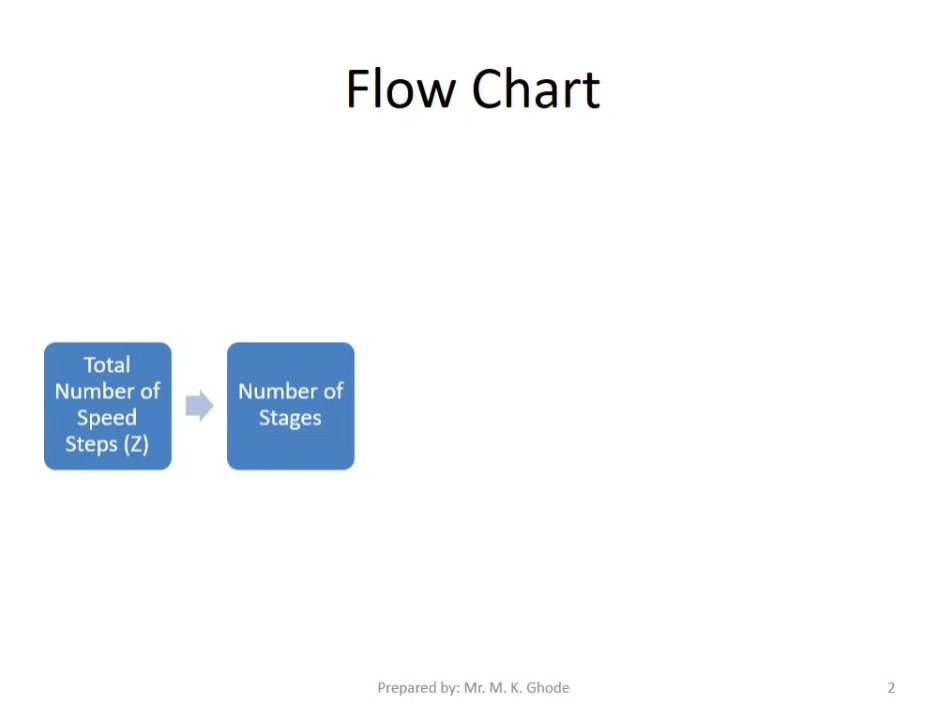 Flow Chart
Total
Number of
Speed
Steps (Z)
Number of
Stages
Prepared by: Mr. M. K. Ghode
2